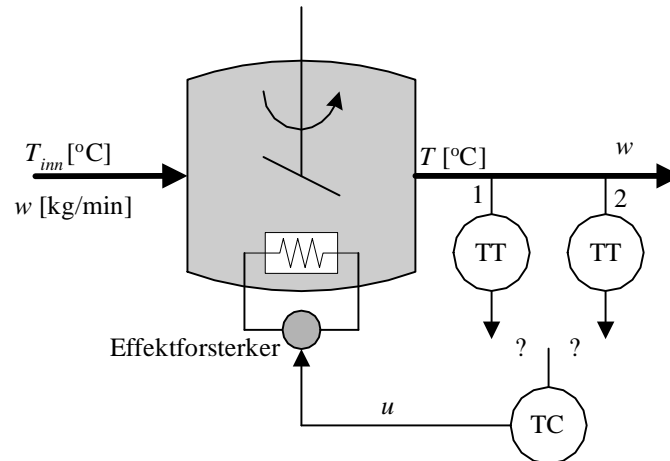 T_inn [°C]
w [kg/min]
T [°C]
w
1
2
TT
TT
? ?
Effektforsterker
u
TC